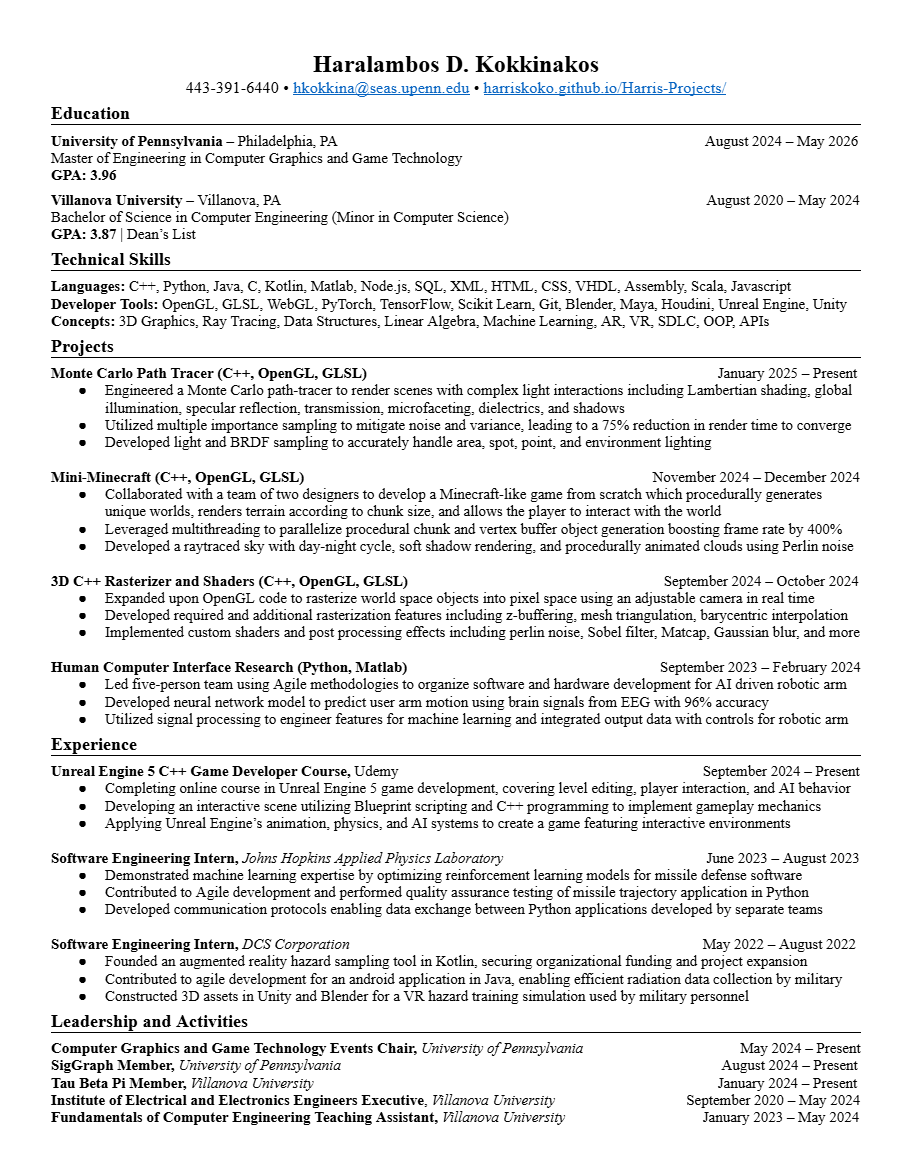 Haralambos D. Kokkinakos
443-391-6440 • hkokkina@seas.upenn.edu • harriskoko.github.io/Harris-Projects/
Education
University of Pennsylvania – Philadelphia, PA August 2024 – May 2026
Master of Engineering in Computer Graphics and Game Technology
GPA: 3.96
Villanova University – Villanova, PA August 2020 – May 2024
Bachelor of Science in Computer Engineering (Minor in Computer Science)
GPA: 3.87 | Dean's List
Technical Skills
Languages: C++, Python, Java, C, Kotlin, Matlab, Node.js, SQL, XML, HTML, CSS, VHDL, Assembly, Scala, Javascript
Developer Tools: OpenGL, GLSL, WebGL, PyTorch, TensorFlow, Scikit Learn, Git, Blender, Maya, Houdini, Unreal Engine, Unity
Concepts: 3D Graphics, Ray Tracing, Data Structures, Linear Algebra, Machine Learning, AR, VR, SDLC, OOP, APIs
Projects
Monte Carlo Path Tracer (C++, OpenGL, GLSL) January 2025 – Present
● Engineered a Monte Carlo path-tracer to render scenes with complex light interactions including Lambertian shading, global
illumination, specular reflection, transmission, microfaceting, dielectrics, and shadows
● Utilized multiple importance sampling to mitigate noise and variance, leading to a 75% reduction in render time to converge
● Developed light and BRDF sampling to accurately handle area, spot, point, and environment lighting
Mini-Minecraft (C++, OpenGL, GLSL) November 2024 – December 2024
● Collaborated with a team of two designers to develop a Minecraft-like game from scratch which procedurally generates
unique worlds, renders terrain according to chunk size, and allows the player to interact with the world
● Leveraged multithreading to parallelize procedural chunk and vertex buffer object generation boosting frame rate by 400%
● Developed a raytraced sky with day-night cycle, soft shadow rendering, and procedurally animated clouds using Perlin noise
3D C++ Rasterizer and Shaders (C++, OpenGL, GLSL) September 2024 – October 2024
● Expanded upon OpenGL code to rasterize world space objects into pixel space using an adjustable camera in real time
● Developed required and additional rasterization features including z-buffering, mesh triangulation, barycentric interpolation
● Implemented custom shaders and post processing effects including perlin noise, Sobel filter, Matcap, Gaussian blur, and more
Human Computer Interface Research (Python, Matlab) September 2023 – February 2024
● Led five-person team using Agile methodologies to organize software and hardware development for AI driven robotic arm
● Developed neural network model to predict user arm motion using brain signals from EEG with 96% accuracy
● Utilized signal processing to engineer features for machine learning and integrated output data with controls for robotic arm
Experience
Unreal Engine 5 C++ Game Developer Course, Udemy September 2024 – Present
● Completing online course in Unreal Engine 5 game development, covering level editing, player interaction, and AI behavior
● Developing an interactive scene utilizing Blueprint scripting and C++ programming to implement gameplay mechanics
● Applying Unreal Engine's animation, physics, and AI systems to create a game featuring interactive environments
Software Engineering Intern, Johns Hopkins Applied Physics Laboratory June 2023 – August 2023
● Demonstrated machine learning expertise by optimizing reinforcement learning models for missile defense software
● Contributed to Agile development and performed quality assurance testing of missile trajectory application in Python
● Developed communication protocols enabling data exchange between Python applications developed by separate teams
Software Engineering Intern, DCS Corporation May 2022 – August 2022
● Founded an augmented reality hazard sampling tool in Kotlin, securing organizational funding and project expansion
● Contributed to agile development for an android application in Java, enabling efficient radiation data collection by military
● Constructed 3D assets in Unity and Blender for a VR hazard training simulation used by military personnel
Leadership and Activities
Computer Graphics and Game Technology Events Chair, University of Pennsylvania May 2024 – Present
SigGraph Member, University of Pennsylvania August 2024 – Present
Tau Beta Pi Member, Villanova University January 2024 – Present
Institute of Electrical and Electronics Engineers Executive, Villanova University September 2020 – May 2024
Fundamentals of Computer Engineering Teaching Assistant, Villanova University January 2023 – May 2024